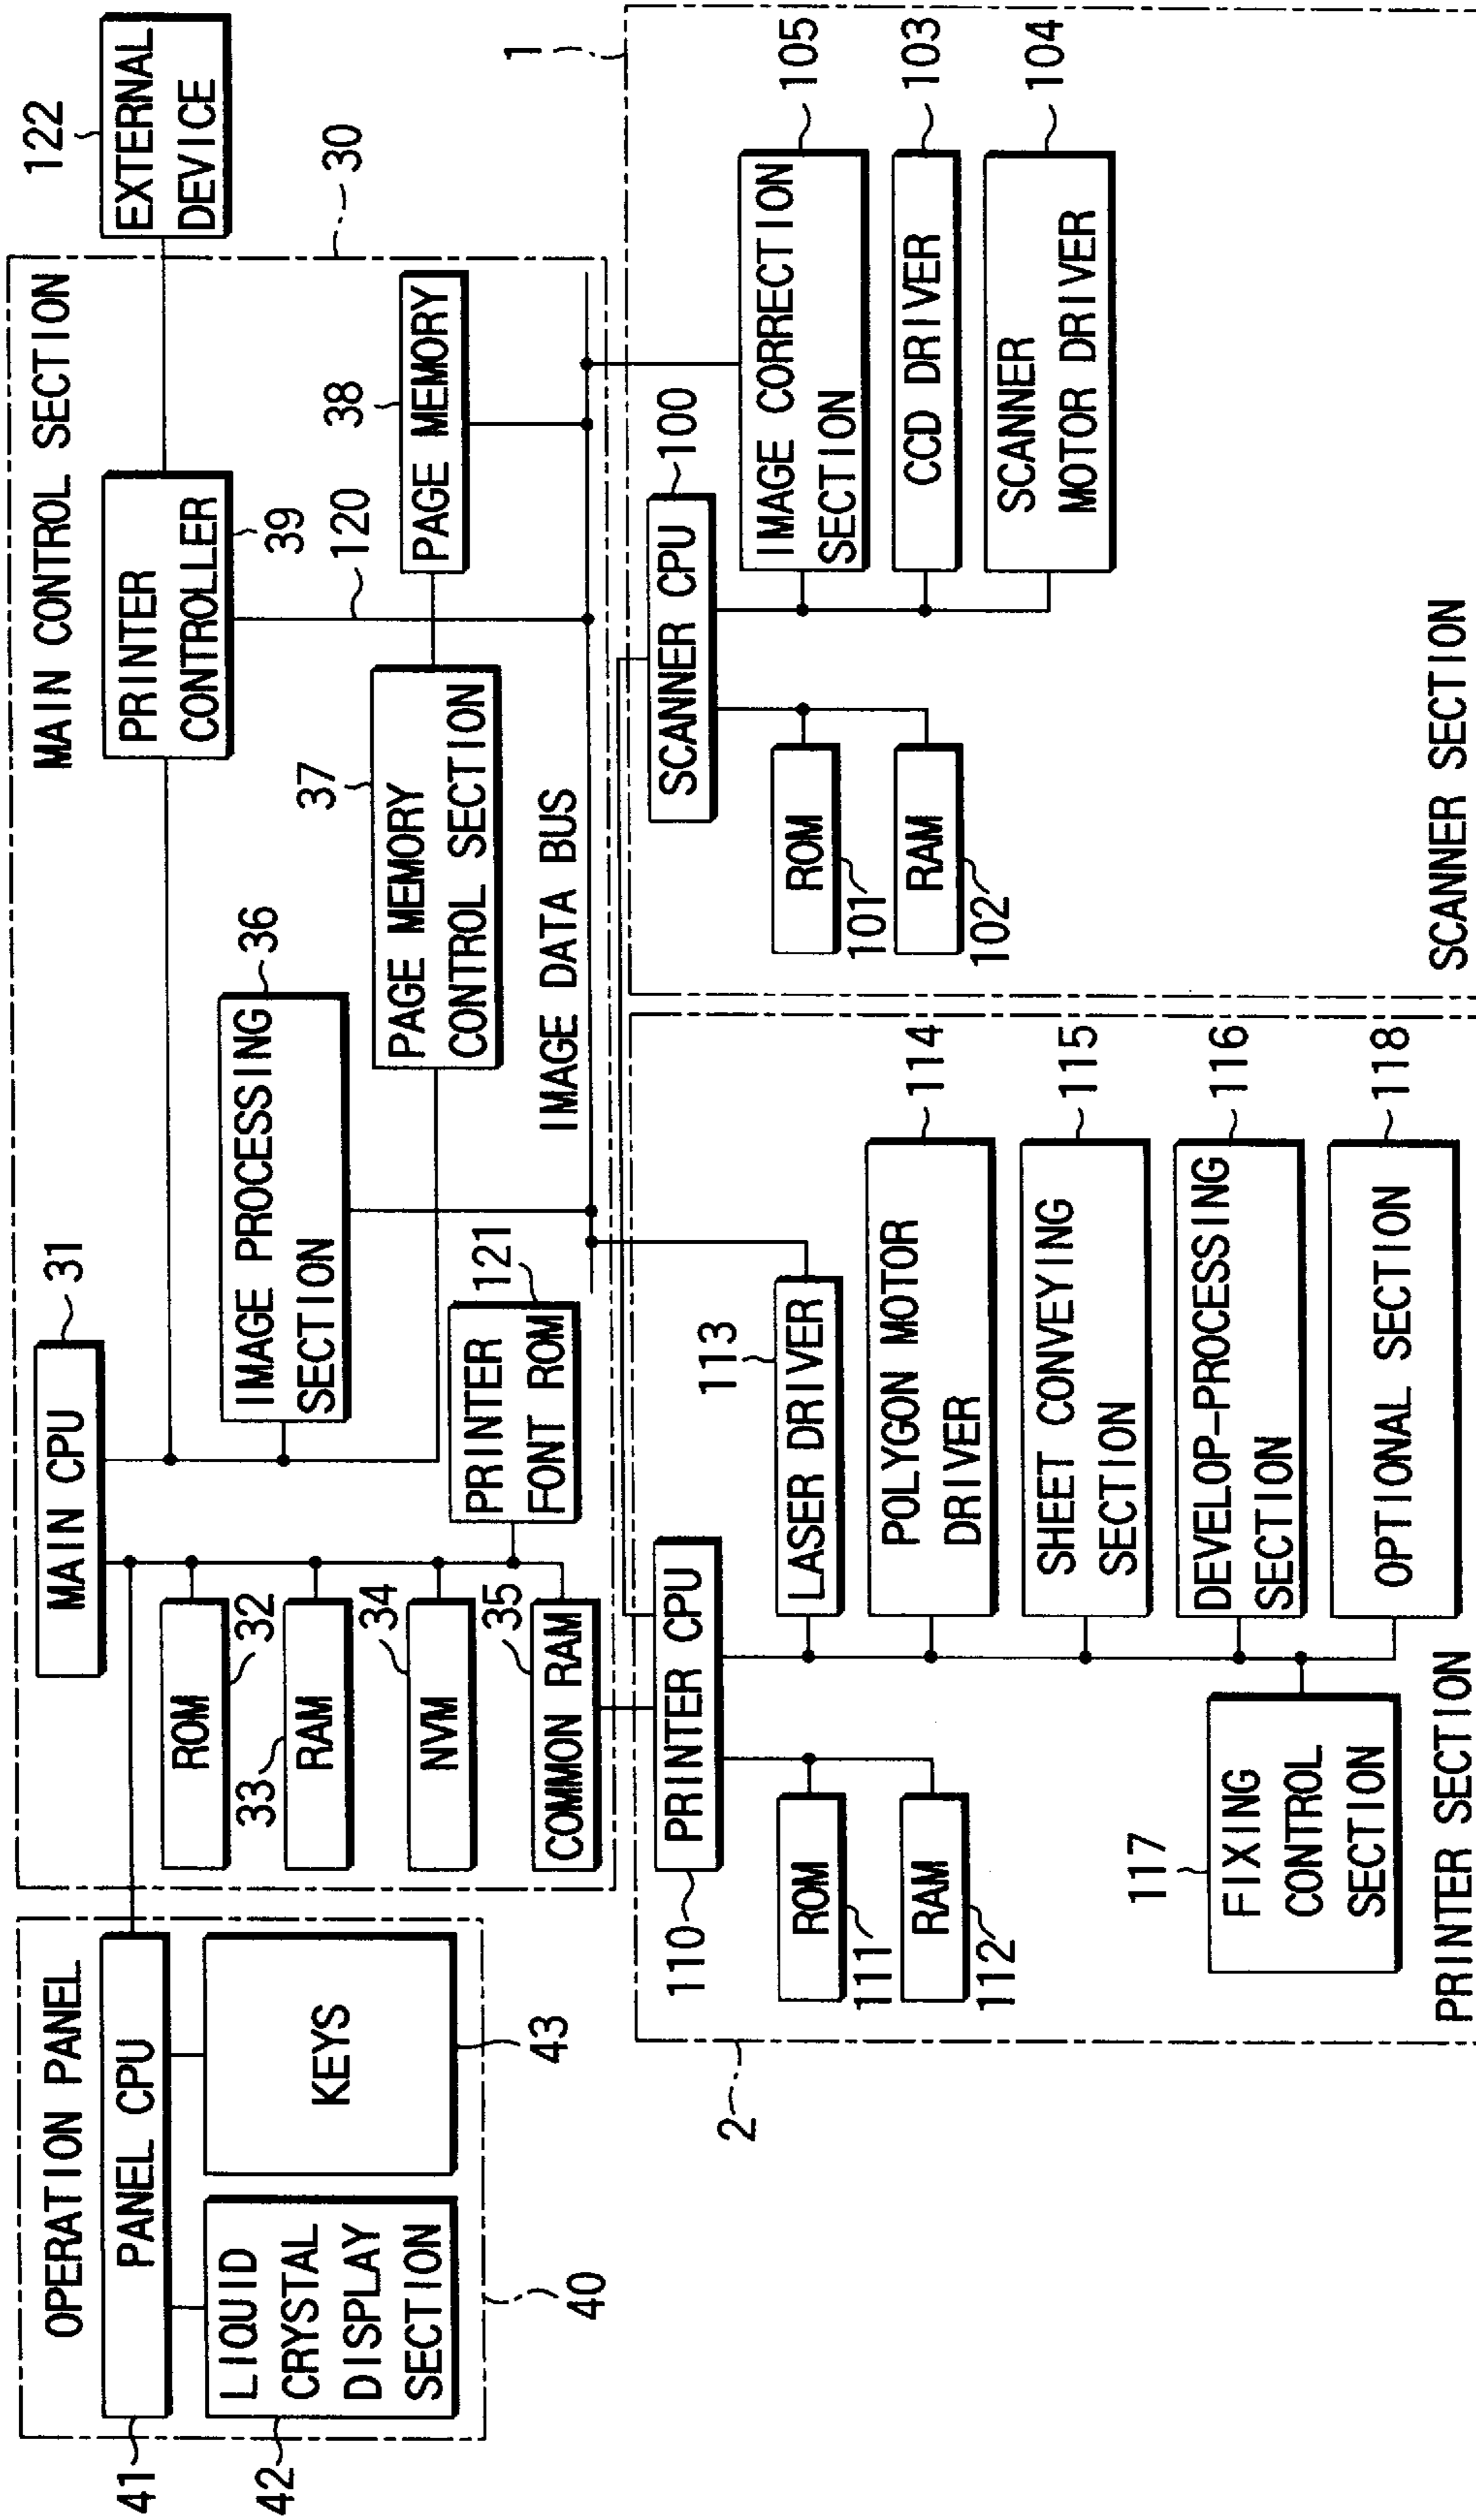 OPERATION PANEL
41
PANEL CPU
42
LIQUID
CRYSTAL
DISPLAY
SECTION
KEYS
43
40
MAIN CONTROL SECTION
31
MAIN CPU
ROM
32
33
RAM
34
NVM
35
COMMON RAM
PRINTER
FONT ROM
121
IMAGE PROCESSING
SECTION
36
PRINTER
CONTROLLER
39
120
37
PAGE MEMORY
CONTROL SECTION
38
PAGE MEMORY
IMAGE DATA BUS
30
122
EXTERNAL
DEVICE
2
110
PRINTER CPU
ROM
111
RAM
112
113
LASER DRIVER
POLYGON MOTOR
DRIVER
114
SHEET CONVEYING
SECTION
115
DEVELOP-PROCESSING
SECTION
116
OPTIONAL SECTION
118
117
FIXING
CONTROL
SECTION
PRINTER SECTION
1
SCANNER CPU
100
ROM
101
RAM
102
IMAGE CORRECTION
SECTION
105
CCD DRIVER
103
SCANNER
MOTOR DRIVER
104
SCANNER SECTION